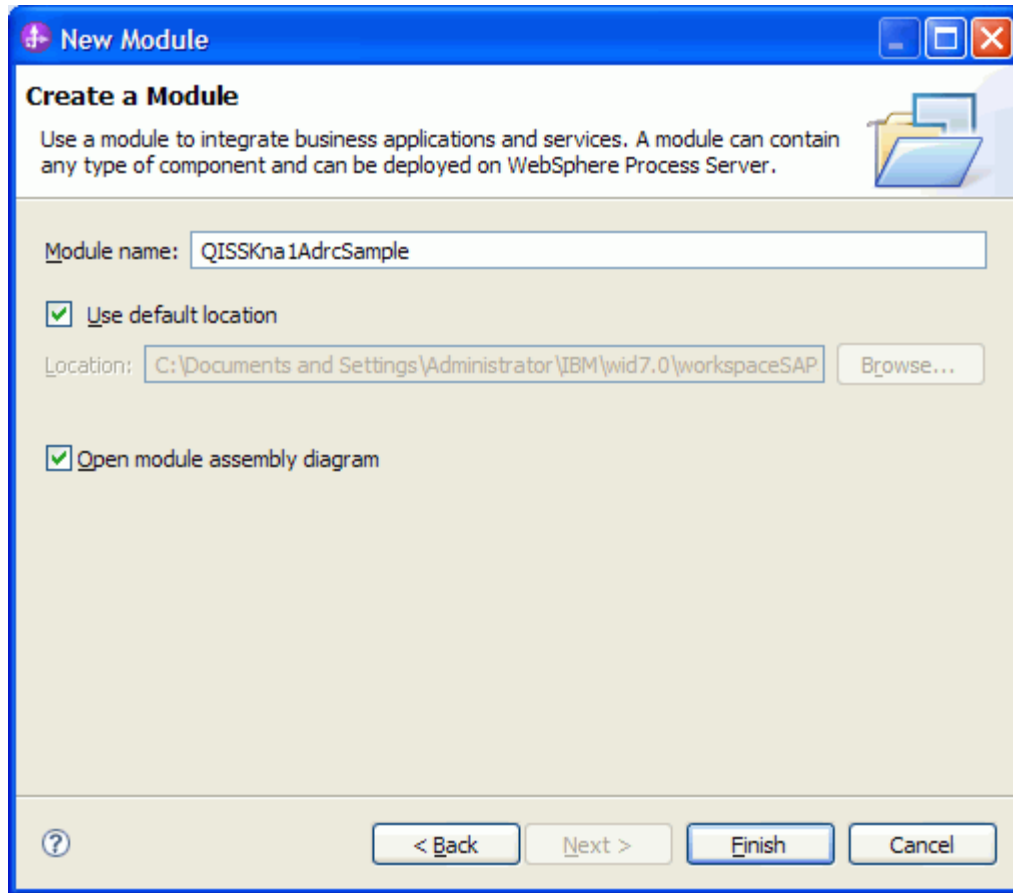 New Module
Create a Module
Use a module to integrate business applications and services. A module can contain
any type of component and can be deployed on WebSphere Process Server.
Module name: QISSKna1AdrcSample
Use default location
Location: C:\Documents and Settings\Administrator\IBM\wid7.0\workspaceSAP Browse...
Open module assembly diagram
? < Back Next > Finish Cancel